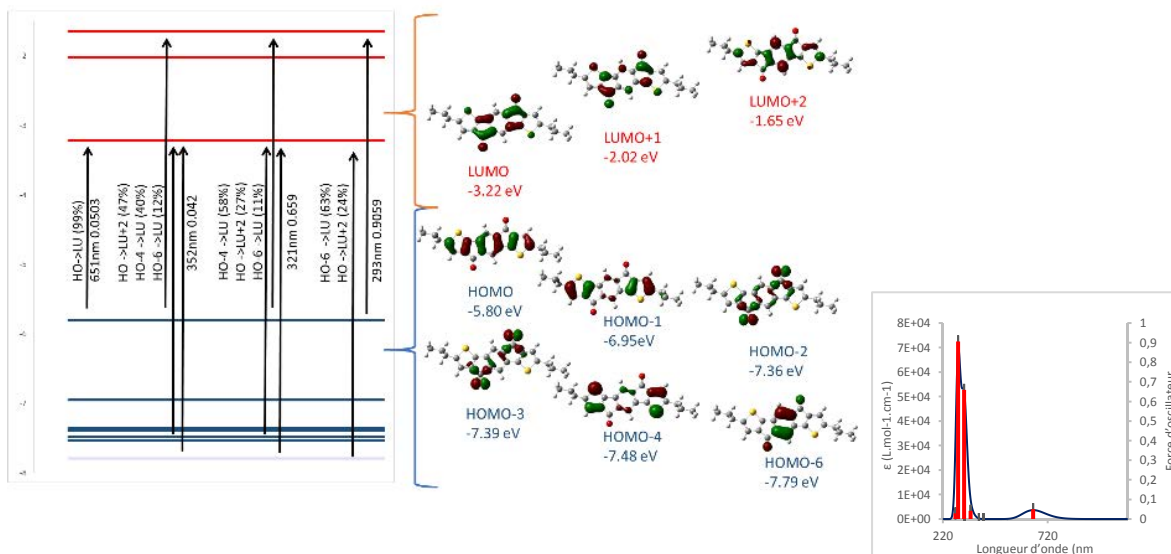 -2
-3
-4
-5
-6
-7
-8
HO->LU (99%)
651nm 0.0503
HO ->LU+2 (47%)
HO-4 ->LU (40%)
HO-6 ->LU (12%)
352nm 0.042
HO-4 ->LU (58%)
HO ->LU+2 (27%)
HO-6 ->LU (11%)
321nm 0.659
HO-6 ->LU (63%)
HO ->LU+2 (24%)
293nm 0.9059
LUMO
-3.22 eV
LUMO+1
-2.02 eV
LUMO+2
-1.65 eV
HOMO
-5.80 eV
HOMO-1
-6.95eV
HOMO-2
-7.36 eV
HOMO-3
-7.39 eV
HOMO-4
-7.48 eV
HOMO-6
-7.79 eV
8E+04
7E+04
6E+04
5E+04
4E+04
3E+04
2E+04
1E+04
0E+00
ε (L.mol-1.cm-1)
1
0,9
0,8
0,7
0,6
0,5
0,4
0,3
0,2
0,1
0
Force d'oscillateur
220
720
Longueur d'onde (nm